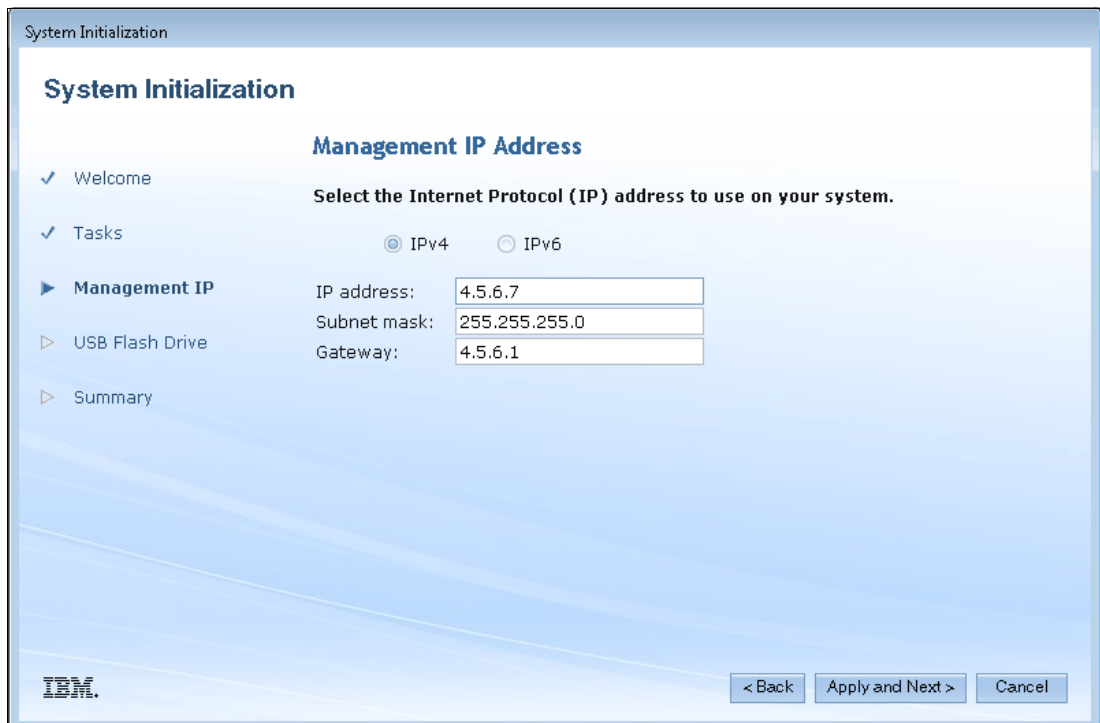 System Initialization
System Initialization
Welcome
Tasks
Management IP
USB Flash Drive
Summary
Management IP Address
Select the Internet Protocol (IP) address to use on your system.
IPv4 IPv6
IP address: 4.5.6.7
Subnet mask: 255.255.255.0
Gateway: 4.5.6.1
IBM.
< Back Apply and Next > Cancel